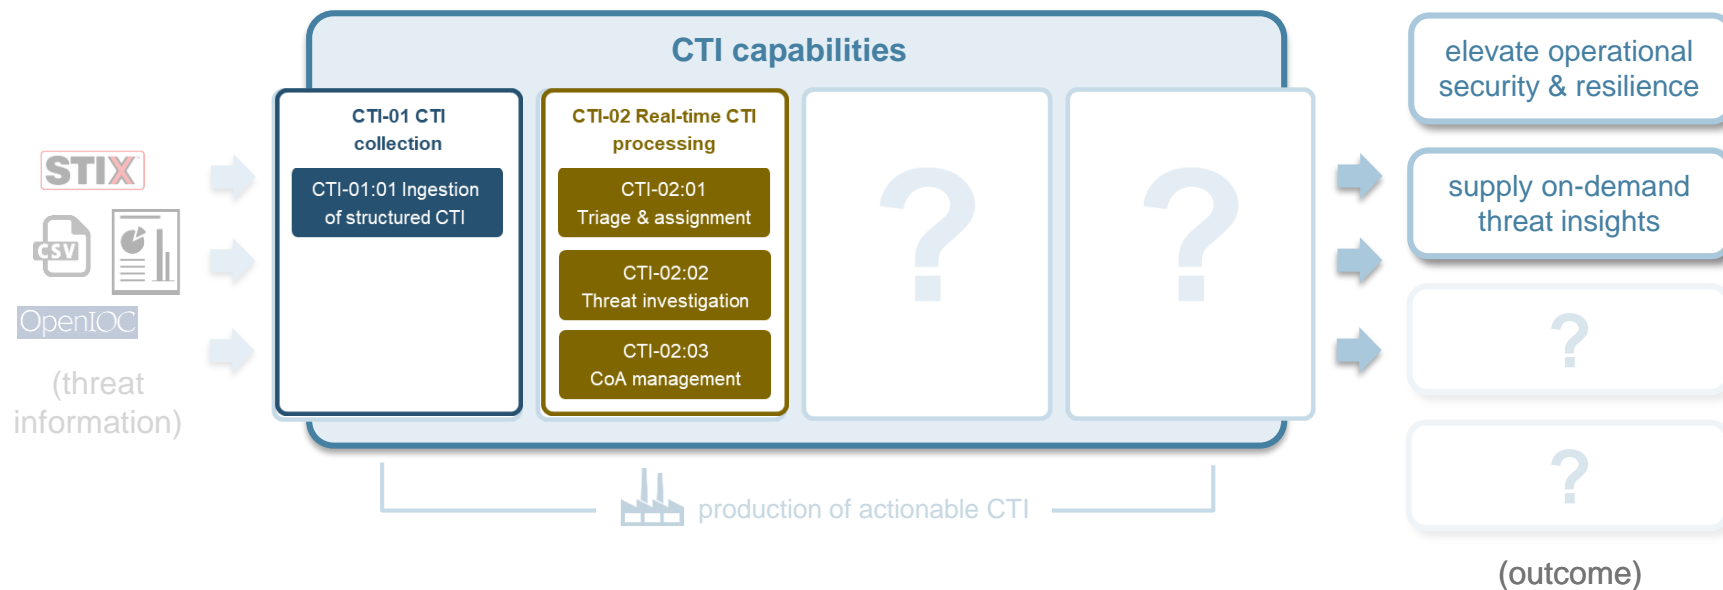 CTI capabilities
CTI-01 CTI
collection
CTI-01:01 Ingestion
of structured CTI
CTI-02 Real-time CTI
processing
CTI-02:01
Triage & assignment
CTI-02:02
Threat investigation
CTI-02:03
CoA management
?
?
STIX
CSV
OpenIOC
(threat
information)
production of actionable CTI
elevate operational
security & resilience
supply on-demand
threat insights
?
?
(outcome)